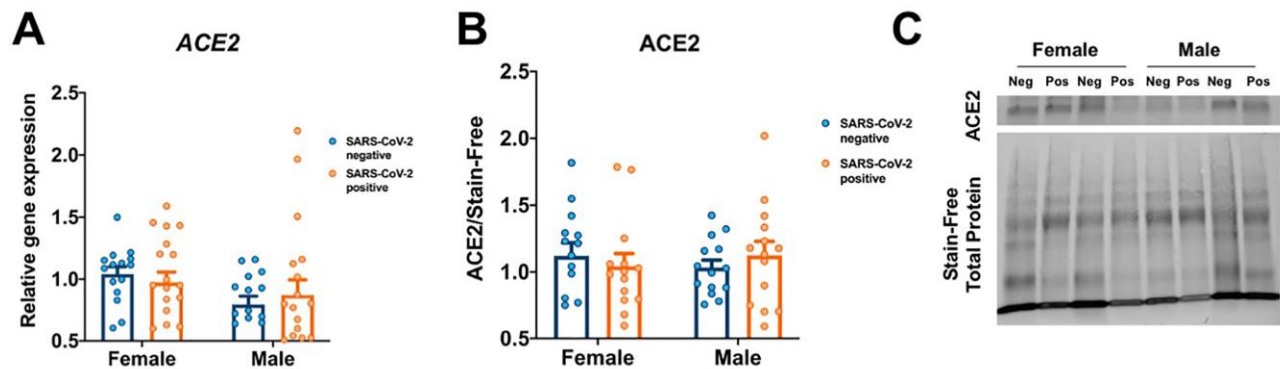 A
ACE2
Relative gene expression
2.5
2.0
1.5
1.0
0.5
Female
Male
SARS-CoV-2
negative
SARS-CoV-2
positive
B
ACE2
ACE2/Stain-Free
2.5
2.0
1.5
1.0
0.5
Female
Male
SARS-CoV-2
negative
SARS-CoV-2
positive
C
Female Male
Neg Pos Neg Pos Neg Pos Neg Pos
ACE2
Stain-Free
Total Protein